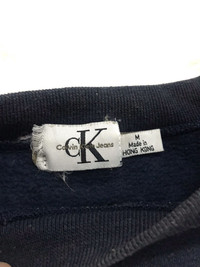 cK
Calvin Klein Jeans
M
Made in
HONG KONG